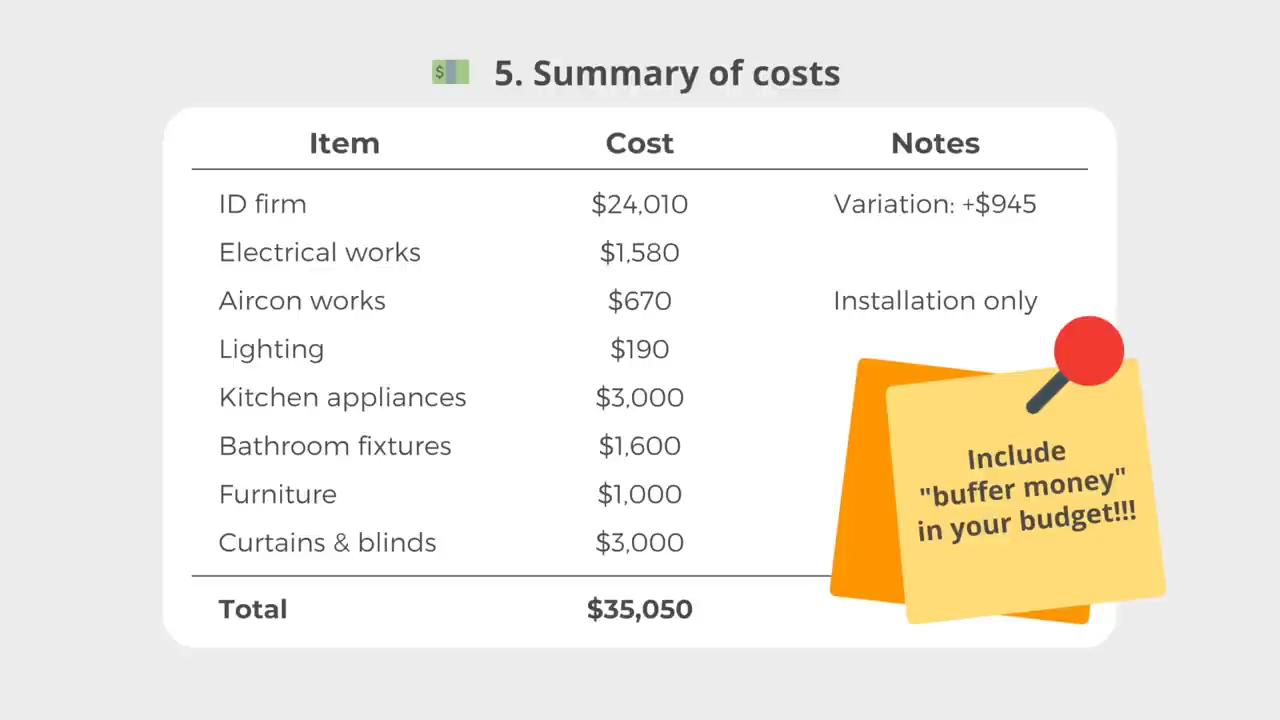 5. Summary of costs
Item Cost Notes
ID firm $24,010 Variation: +$945
Electrical works $1,580
Aircon works $670 Installation only
Lighting $190
Kitchen appliances $3,000
Bathroom fixtures $1,600
Furniture $1,000
Curtains & blinds $3,000
Total $35,050
Include
"buffer money"
in your budget!!!